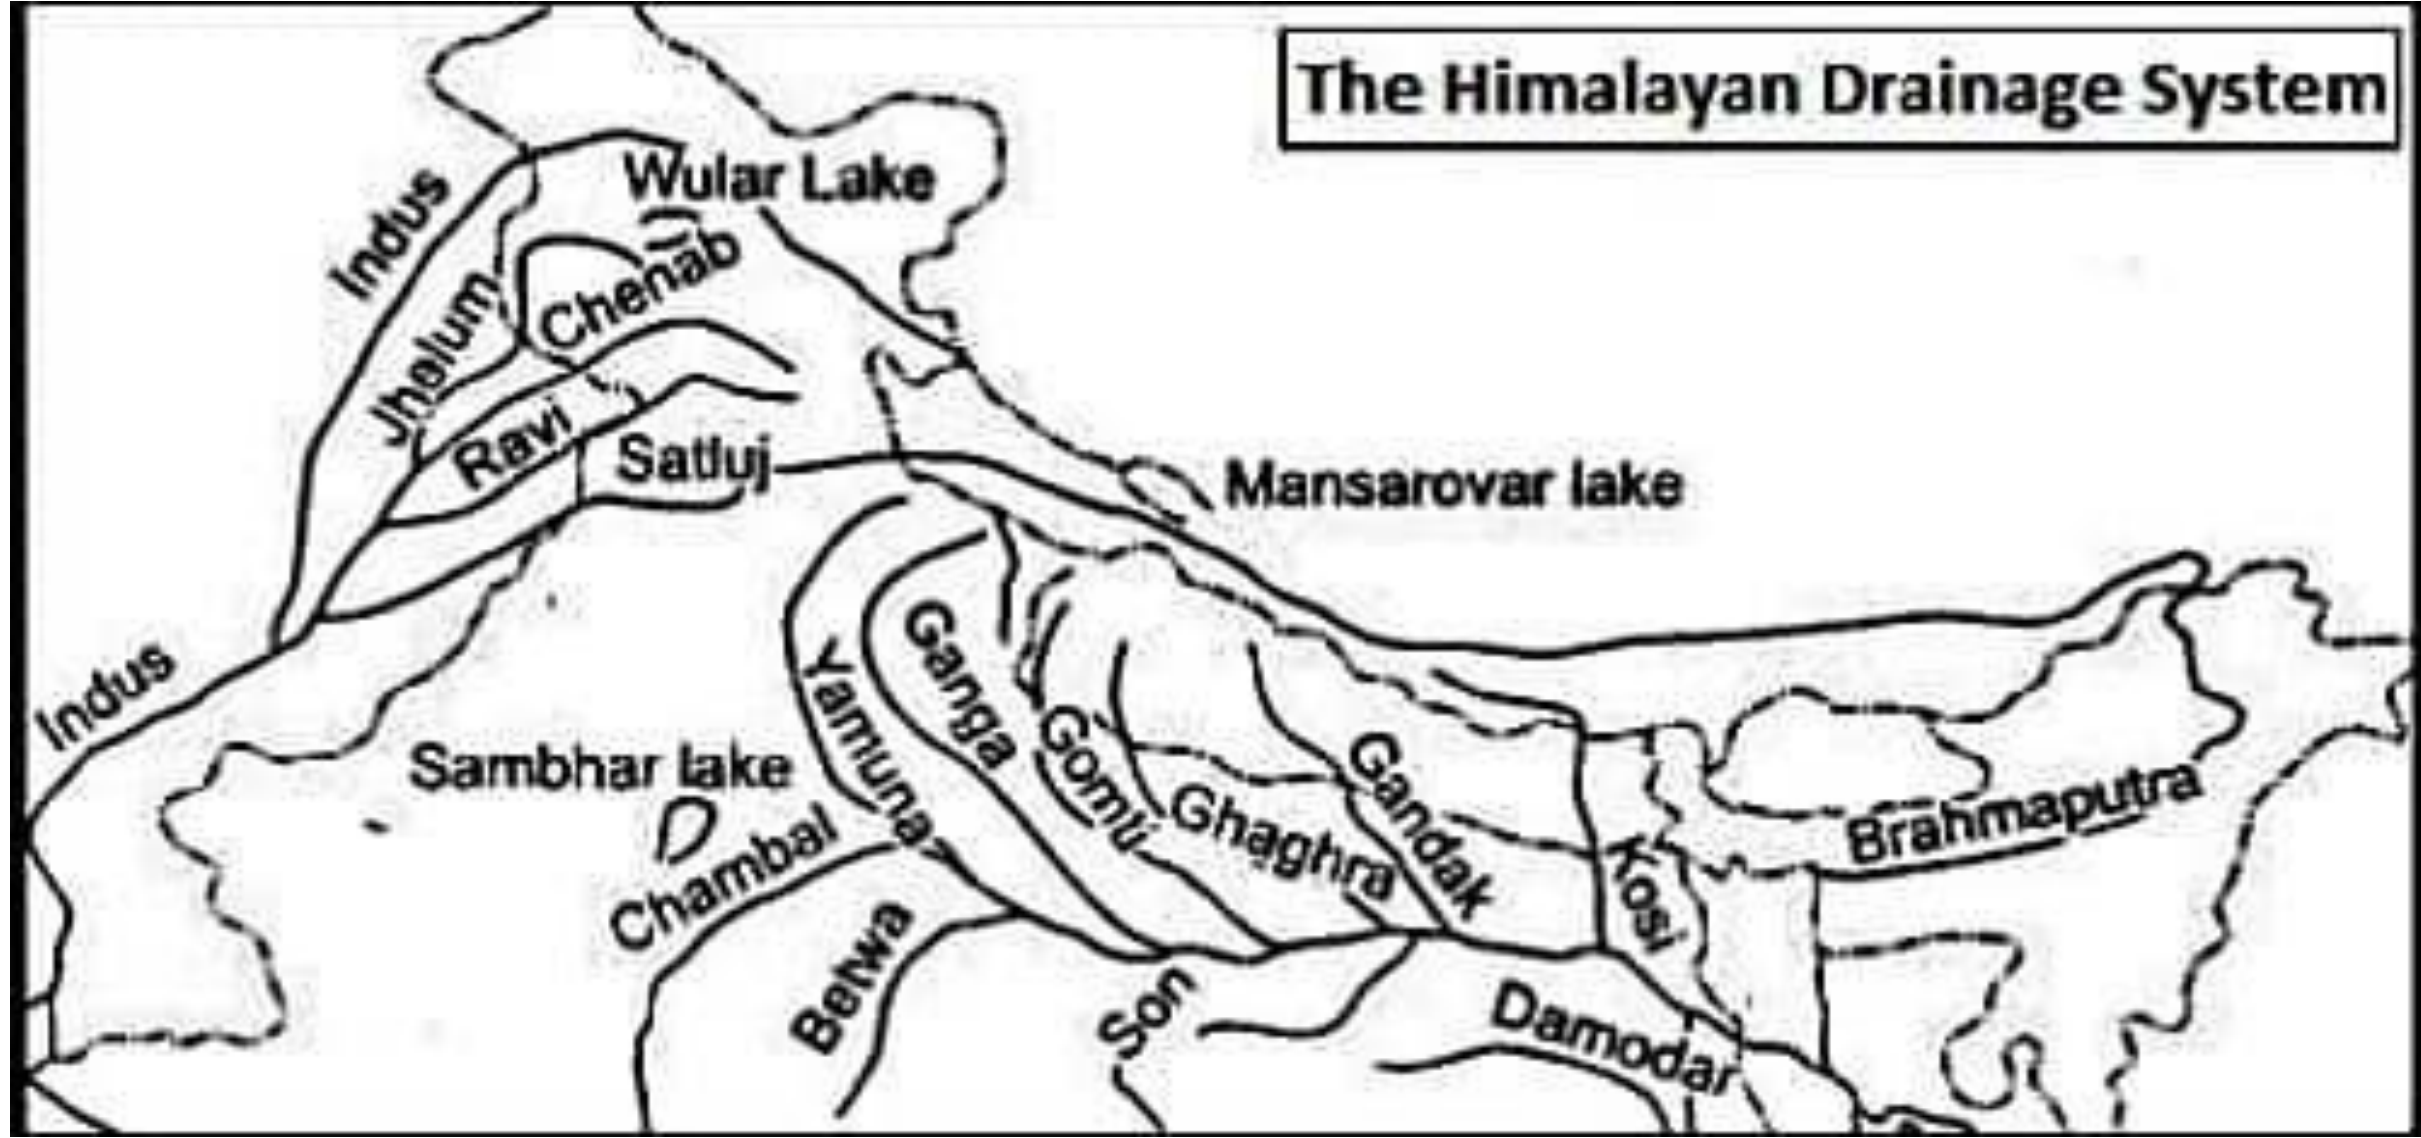 The Himalayan Drainage System
Wular Lake
Indus
Chenab
Jhelum
Ravi
Satluj
Mansarovar lake
Indus
Yamuna
Ganga
Gomti
Sambhar lake
Ghaghra
Gandak
Kosi
Brahmaputra
Chambal
Betwa
Son
Damodar